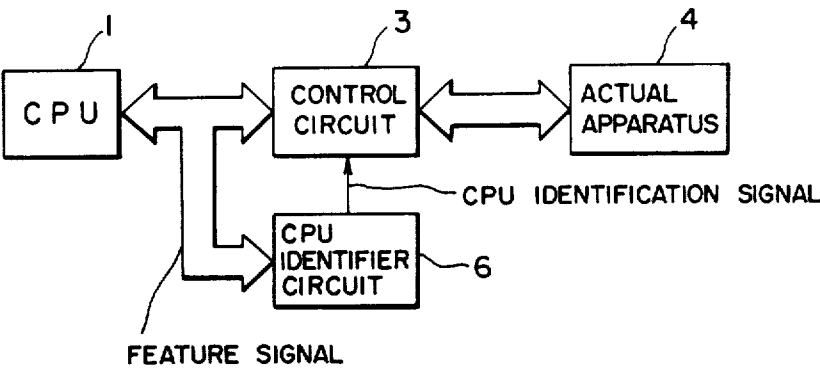 1
3
4
CPU
CONTROL
CIRCUIT
ACTUAL
APPARATUS
CPU IDENTIFICATION SIGNAL
CPU
IDENTIFIER
CIRCUIT
6
FEATURE SIGNAL